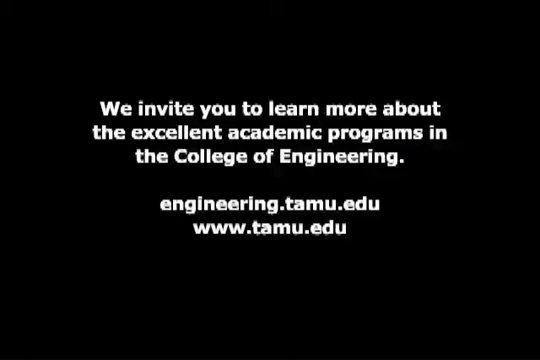 We invite you to learn more about
the excellent academic programs in
the College of Engineering.
engineering.tamu.edu
www.tamu.edu